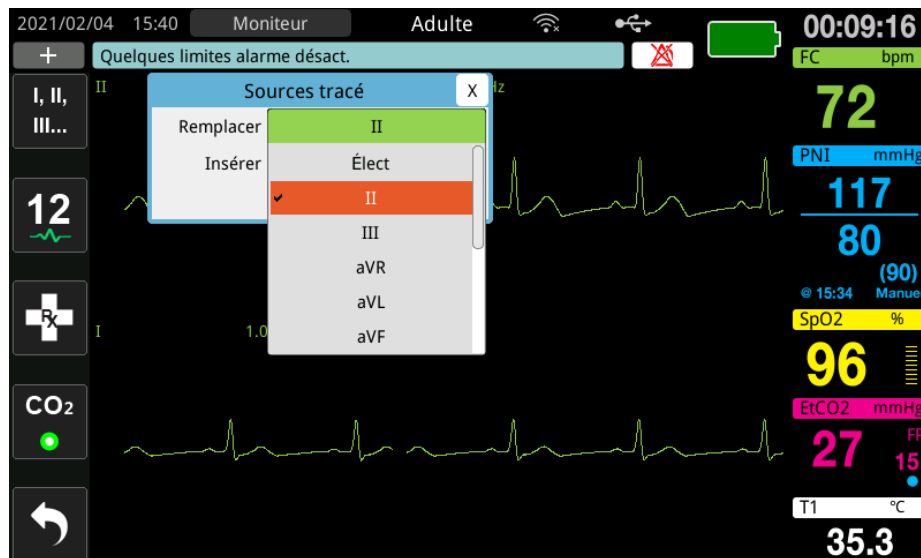 2021/02/04 15:40 Moniteur Adulte 00:09:16
+ Quelques limites alarme désact. FC bpm
72
I, II,
III...
II Hz
Sources tracé X
Remplacer II
Insérer Élect
II
III
aVR
aVL
aVF
12
Rx
I 1.0
CO2
PNI mmHg
117
80
(90)
@ 15:34 Manue
SpO2 %
96
EtCO2 mmHg
27
15
T1 °C
35.3